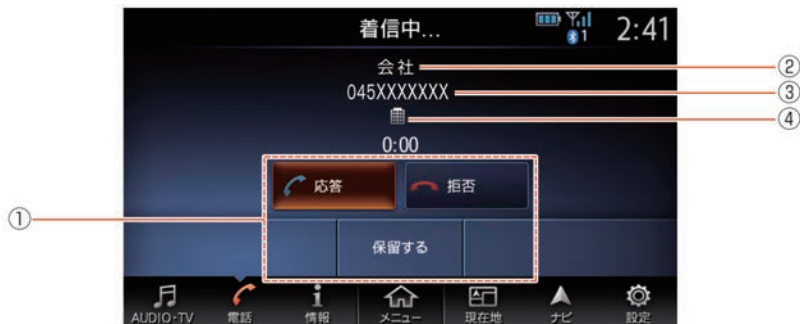 着信中...
1
2:41
会社
②
045XXXXXXX
③
④
0:00
応答
拒否
①
保留する
AUDIO・TV
電話
情報
メニュー
現在地
ナビ
設定